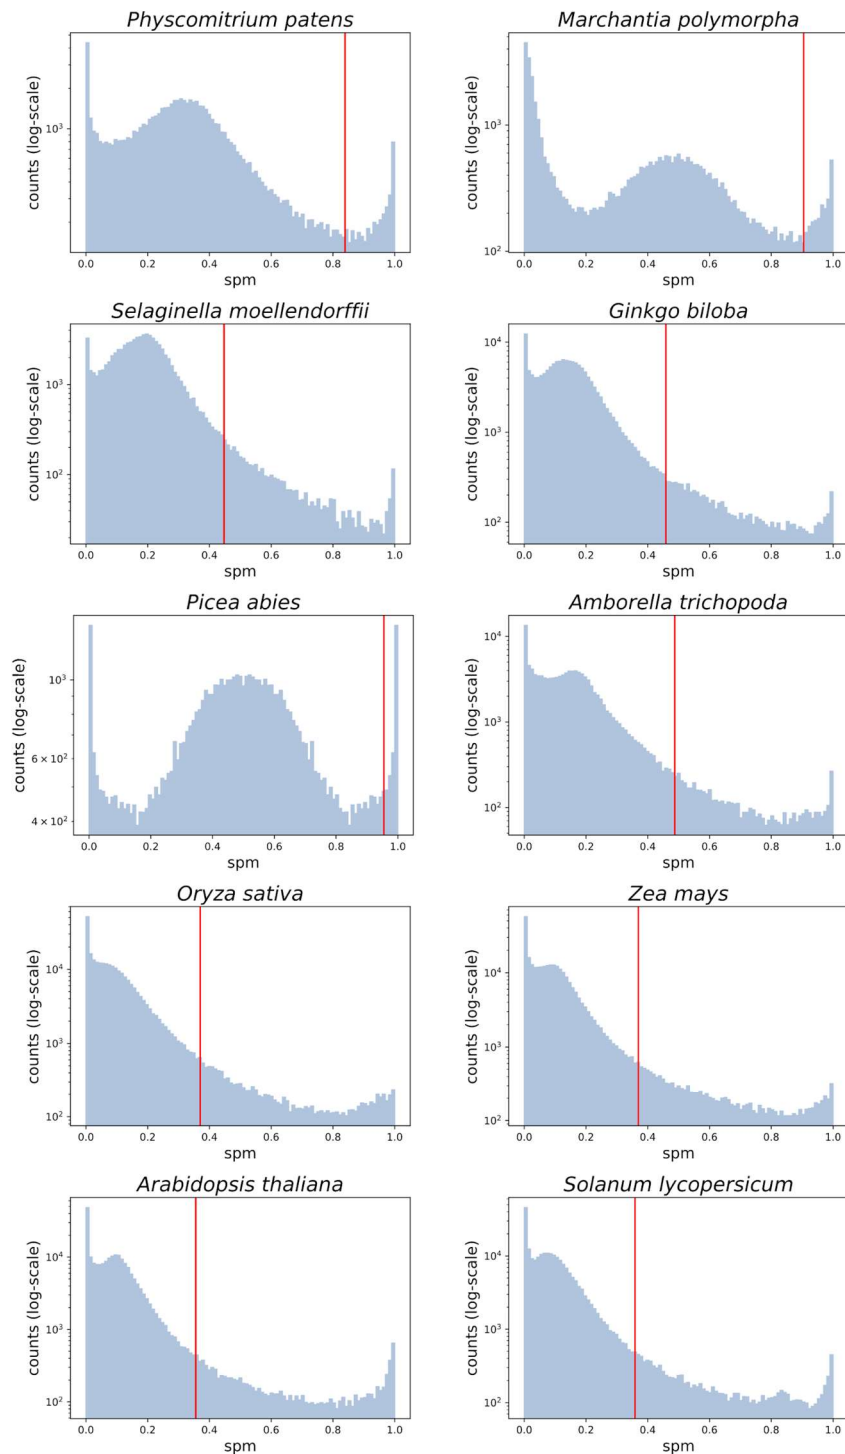 Physcomitrium patens
counts (log-scale)
10³
0.0 0.2 0.4 0.6 0.8 1.0
spm
Marchantia polymorpha
counts (log-scale)
10³
10²
0.0 0.2 0.4 0.6 0.8 1.0
spm
Selaginella moellendorffii
counts (log-scale)
10³
10²
0.0 0.2 0.4 0.6 0.8 1.0
spm
Ginkgo biloba
counts (log-scale)
10⁴
10³
10²
0.0 0.2 0.4 0.6 0.8 1.0
spm
Picea abies
counts (log-scale)
10³
6 × 10²
4 × 10²
0.0 0.2 0.4 0.6 0.8 1.0
spm
Amborella trichopoda
counts (log-scale)
10⁴
10³
10²
0.0 0.2 0.4 0.6 0.8 1.0
spm
Oryza sativa
counts (log-scale)
10⁴
10³
10²
0.0 0.2 0.4 0.6 0.8 1.0
spm
Zea mays
counts (log-scale)
10⁴
10³
10²
0.0 0.2 0.4 0.6 0.8 1.0
spm
Arabidopsis thaliana
counts (log-scale)
10⁴
10³
10²
0.0 0.2 0.4 0.6 0.8 1.0
spm
Solanum lycopersicum
counts (log-scale)
10⁴
10³
10²
0.0 0.2 0.4 0.6 0.8 1.0
spm